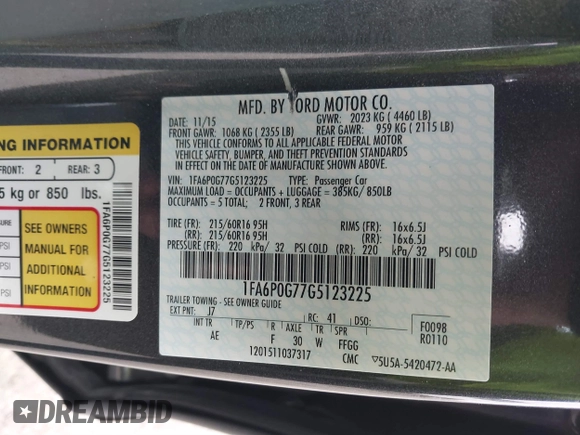 MFD. BY FORD MOTOR CO.
11/15 GVWR: 2023 KG ( 4460 LB)
FRONT GAWR: 1068 KG ( 2355 LB) REAR GAWR: 959 KG ( 2115 LB)
THIS VEHICLE CONFORMS TO ALL APPLICABLE FEDERAL MOTOR
VEHICLE SAFETY, BUMPER, AND THEFT PREVENTION STANDARDS
IN EFFECT ON THE DATE OF MANUFACTURE SHOWN ABOVE.
VIN: 1FA6P0G77G5123225 TYPE: Passenger Car
MAXIMUM LOAD = OCCUPANTS + LUGGAGE = 385KG/ 850LB
OCCUPANTS = 5 TOTAL; 2 FRONT, 3 REAR
TIRE (FR): 215/60R16 95H RIMS (FR): 16x6.5J
(RR): 215/60R16 95H (RR): 16x6.5J
PRESSURE (FR): 220 kPa/ 32 PSI COLD (RR): 220 kPa/ 32 PSI COLD
1FA6P0G77G5123225
TRAILER TOWING - SEE OWNER GUIDE
EXT PNT: J7 RC: 41 DSO: F0098
R0110
INT TR TP/PS R AXLE TR SPR
AE F 30 W FFGG
1201511037317 CMC 5U5A-5420472-AA
NG INFORMATION
FRONT: 2 REAR: 3
5 kg or 850 lbs.
SEE OWNERS
MANUAL FOR
ADDITIONAL
INFORMATION
PSI
PSI
PSI
1FA6P0G77G5123225
DREAMBID